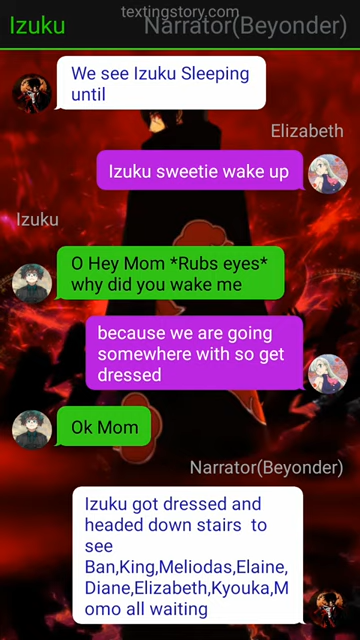 textingstory.com
Izuku
Narrator(Beyonder)
We see Izuku Sleeping
until
Elizabeth
Izuku sweetie wake up
Izuku
O Hey Mom *Rubs eyes*
why did you wake me
because we are going
somewhere with so get
dressed
Ok Mom
Narrator(Beyonder)
Izuku got dressed and
headed down stairs to
see
Ban,King,Meliodas,Elaine,
Diane,Elizabeth,Kyouka,M
omo all waiting